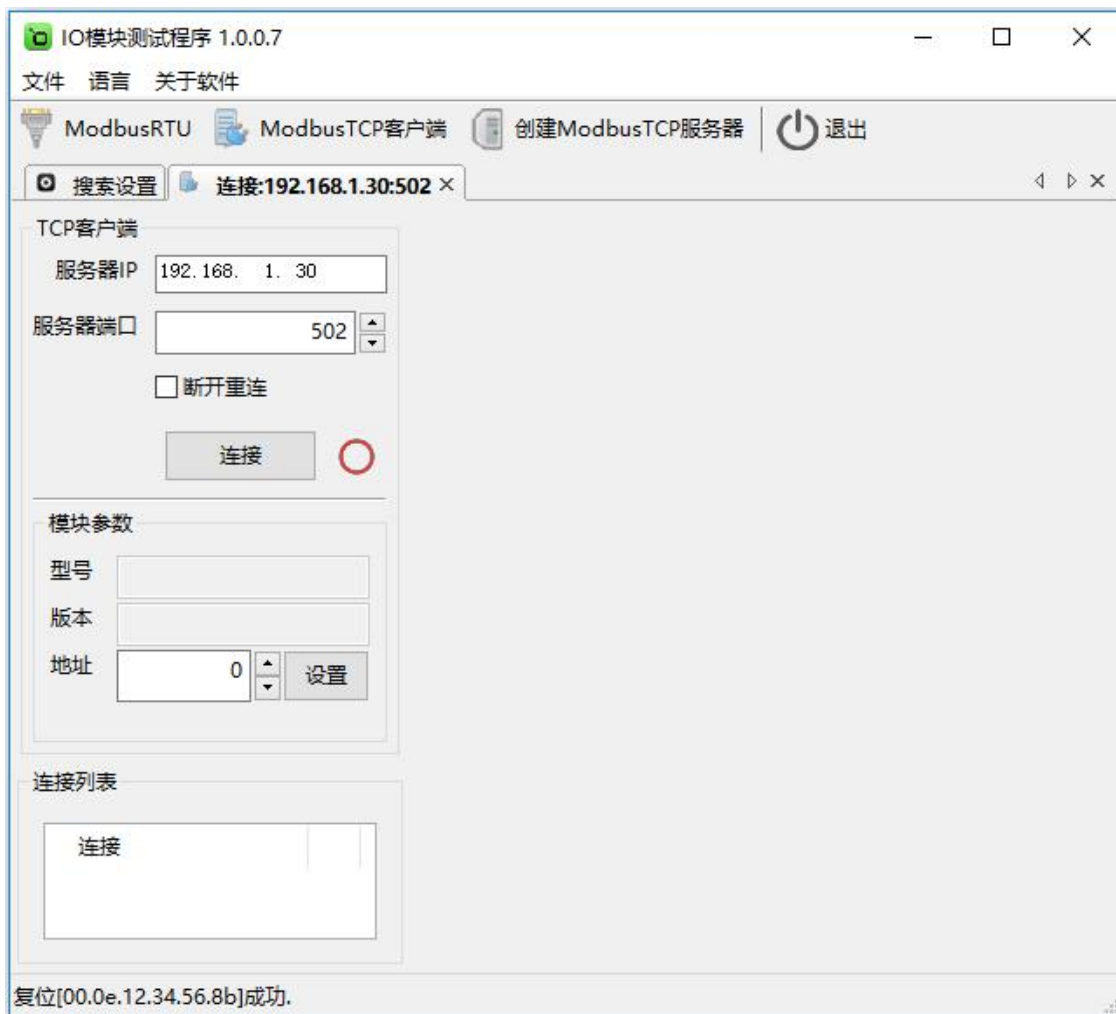 IO模块测试程序 1.0.0.7
文件 语言 关于软件
ModbusRTU ModbusTCP客户端 创建ModbusTCP服务器 退出
搜索设置 连接:192.168.1.30:502
TCP客户端
服务器IP 192.168. 1. 30
服务器端口 502
断开重连
连接
模块参数
型号
版本
地址 0 设置
连接列表
连接
复位[00.0e.12.34.56.8b]成功.